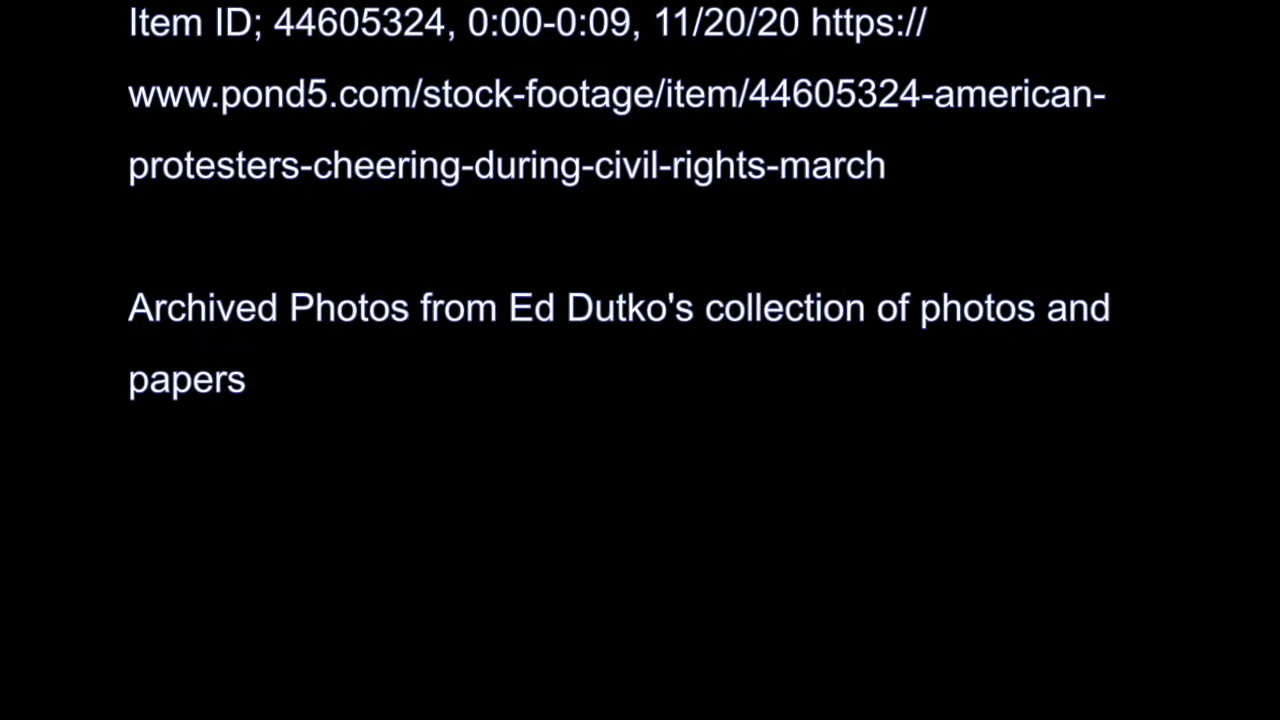 Item ID; 44605324, 0:00-0:09, 11/20/20 https://
www.pond5.com/stock-footage/item/44605324-american-
protesters-cheering-during-civil-rights-march
Archived Photos from Ed Dutko's collection of photos and
papers